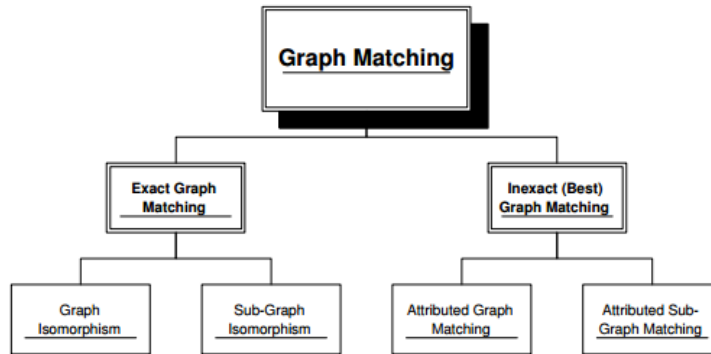 Graph Matching
Exact Graph
Matching
Inexact (Best)
Graph Matching
Graph
Isomorphism
Sub-Graph
Isomorphism
Attributed Graph
Matching
Attributed Sub-
Graph Matching